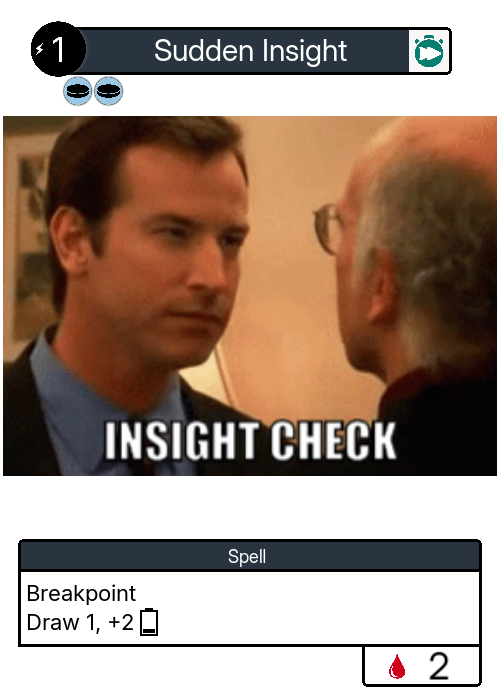 1 Sudden Insight
INSIGHT CHECK
Spell
Breakpoint
Draw 1, +2
2